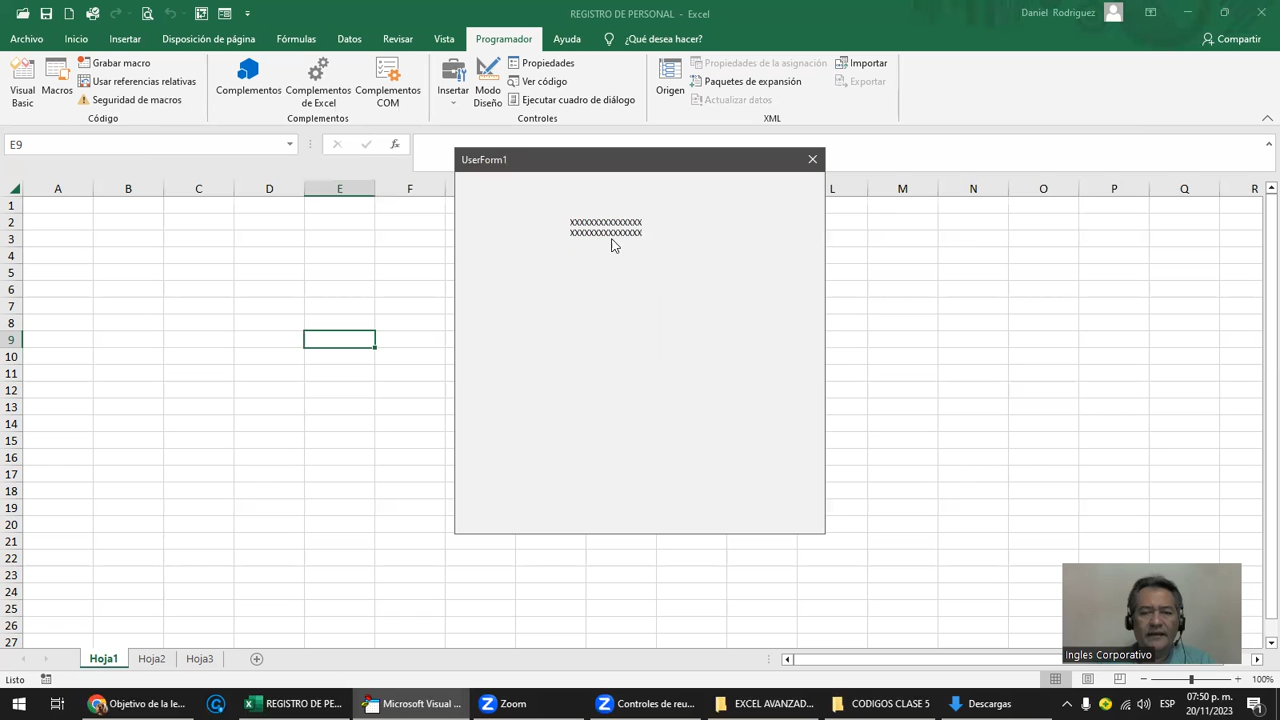 REGISTRO DE PERSONAL - Excel
Daniel Rodriguez
Archivo Inicio Insertar Disposición de página Fórmulas Datos Revisar Vista Programador Ayuda ¿Qué desea hacer? Compartir
Visual Basic
Macros
Grabar macro
Usar referencias relativas
Seguridad de macros
Código
Complementos
Complementos de Excel
Complementos COM
Complementos
Insertar
Modo Diseño
Propiedades
Ver código
Ejecutar cuadro de diálogo
Controles
Origen
Propiedades de la asignación
Paquetes de expansión
Actualizar datos
Importar
Exportar
XML
E9
fx
UserForm1
A B C D E F L M N O P Q R
1
2
3
4
5
6
7
8
9
10
11
12
13
14
15
16
17
18
19
20
21
22
23
24
25
26
27
XXXXXXXXXXXXXXX
XXXXXXXXXXXXXXX
Ingles Corporativo
Hoja1 Hoja2 Hoja3
Listo
100%
Objetivo de la le...
REGISTRO DE PE...
Microsoft Visual ...
Zoom
Controles de reu...
EXCEL AVANZAD...
CODIGOS CLASE 5
Descargas
ESP
07:50 p. m.
20/11/2023